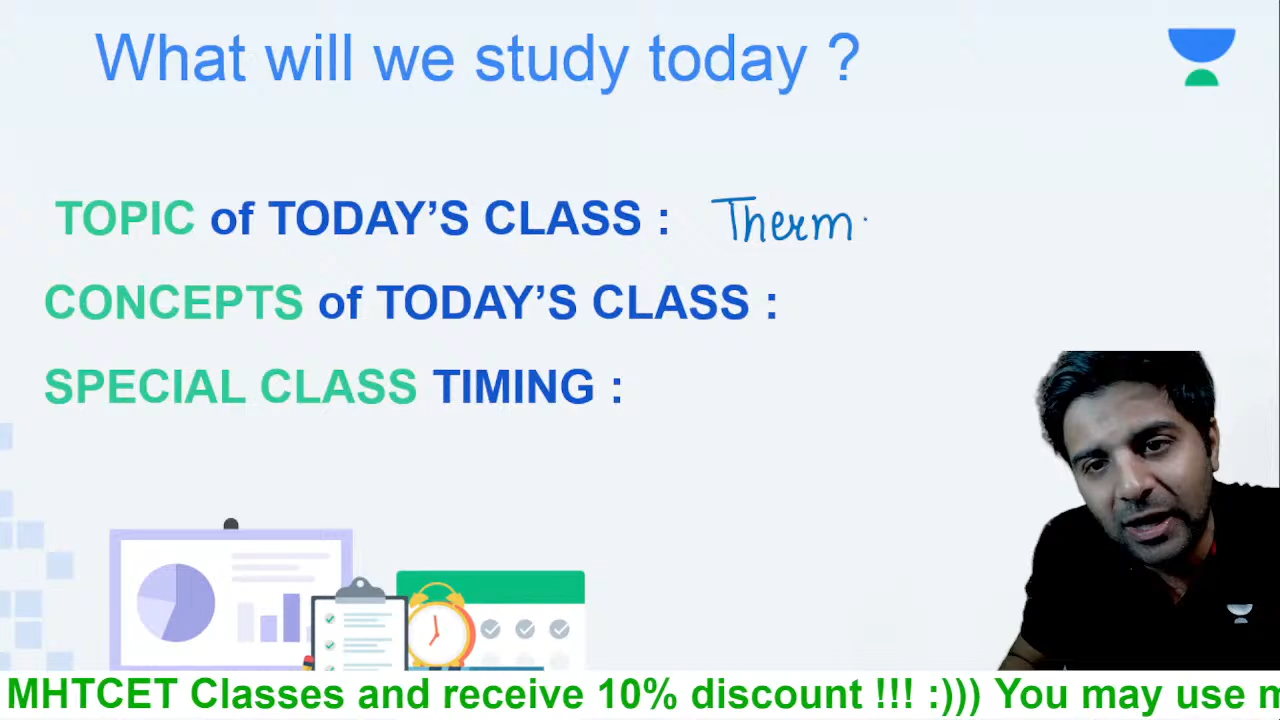 What will we study today ?
TOPIC of TODAY’S CLASS : Therm
CONCEPTS of TODAY’S CLASS :
SPECIAL CLASS TIMING :
MHTCET Classes and receive 10% discount !!! :))) You may use